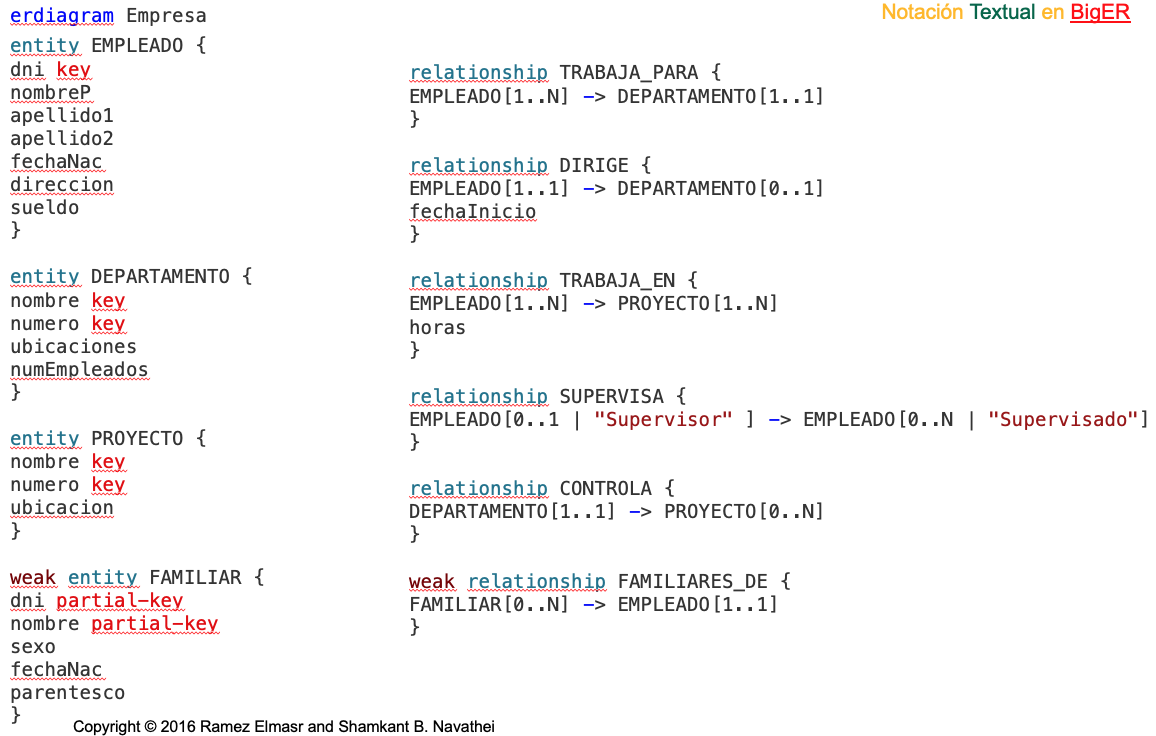 erdiagram Empresa
Notación Textual en BigER
entity EMPLEADO {
dni key
nombreP
apellido1
apellido2
fechaNac
direccion
sueldo
}
entity DEPARTAMENTO {
nombre key
numero key
ubicaciones
numEmpleados
}
entity PROYECTO {
nombre key
numero key
ubicacion
}
weak entity FAMILIAR {
dni partial-key
nombre partial-key
sexo
fechaNac
parentesco
}
relationship TRABAJA_PARA {
EMPLEADO[1..N] -> DEPARTAMENTO[1..1]
}
relationship DIRIGE {
EMPLEADO[1..1] -> DEPARTAMENTO[0..1]
fechaInicio
}
relationship TRABAJA_EN {
EMPLEADO[1..N] -> PROYECTO[1..N]
horas
}
relationship SUPERVISA {
EMPLEADO[0..1 | "Supervisor" ] -> EMPLEADO[0..N | "Supervisado"]
}
relationship CONTROLA {
DEPARTAMENTO[1..1] -> PROYECTO[0..N]
}
weak relationship FAMILIARES_DE {
FAMILIAR[0..N] -> EMPLEADO[1..1]
}
Copyright © 2016 Ramez Elmasr and Shamkant B. Navathei